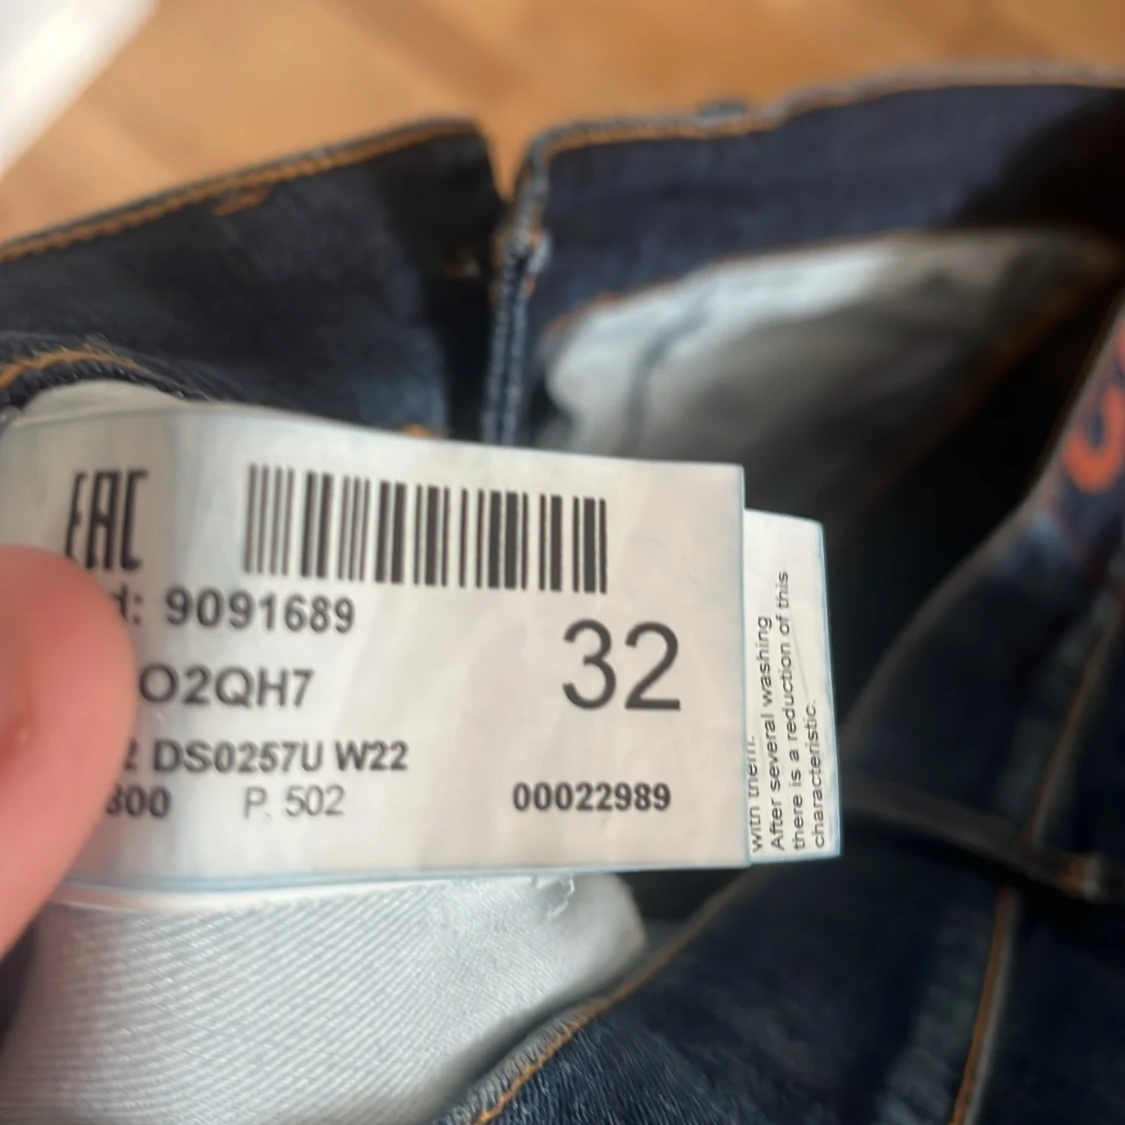 EAC
d: 9091689
32
O2QH7
DS0257U W22
300 P. 502
00022989
with them.
After several washing
there is a reduction of this
characteristic.